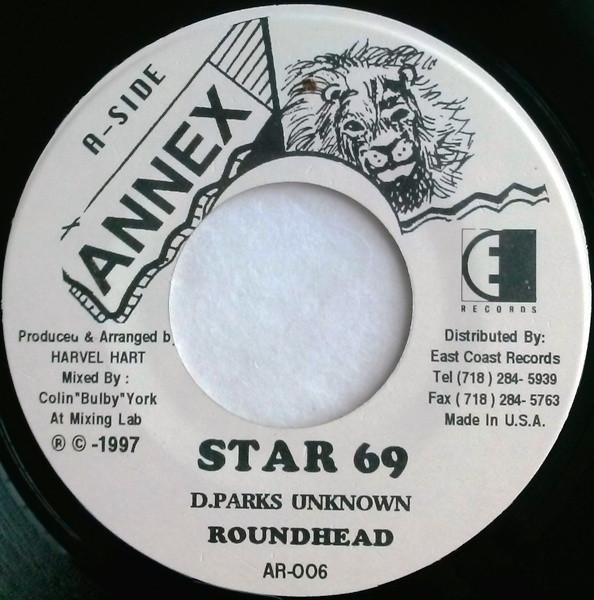 A-SIDE
ANNEX
RECORDS
Produced & Arranged by
HARVEL HART
Mixed By :
Colin"Bulby"York
At Mixing Lab
℗ © -1997
Distributed By:
East Coast Records
Tel (718) 284- 5939
Fax (718) 284- 5763
Made In U.S.A.
STAR 69
D.PARKS UNKNOWN
ROUNDHEAD
AR-006